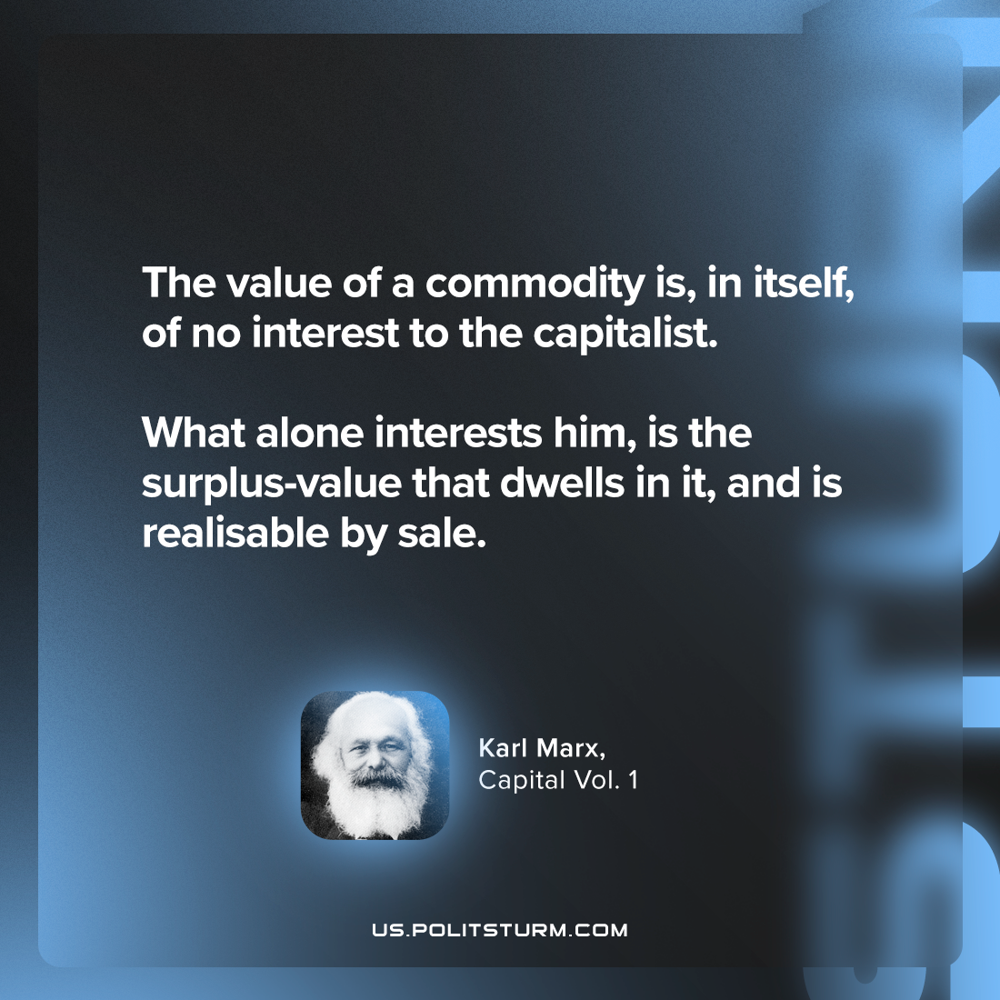 The value of a commodity is, in itself,
of no interest to the capitalist.
What alone interests him, is the
surplus-value that dwells in it, and is
realisable by sale.
Karl Marx,
Capital Vol. 1
US.POLITSTURM.COM